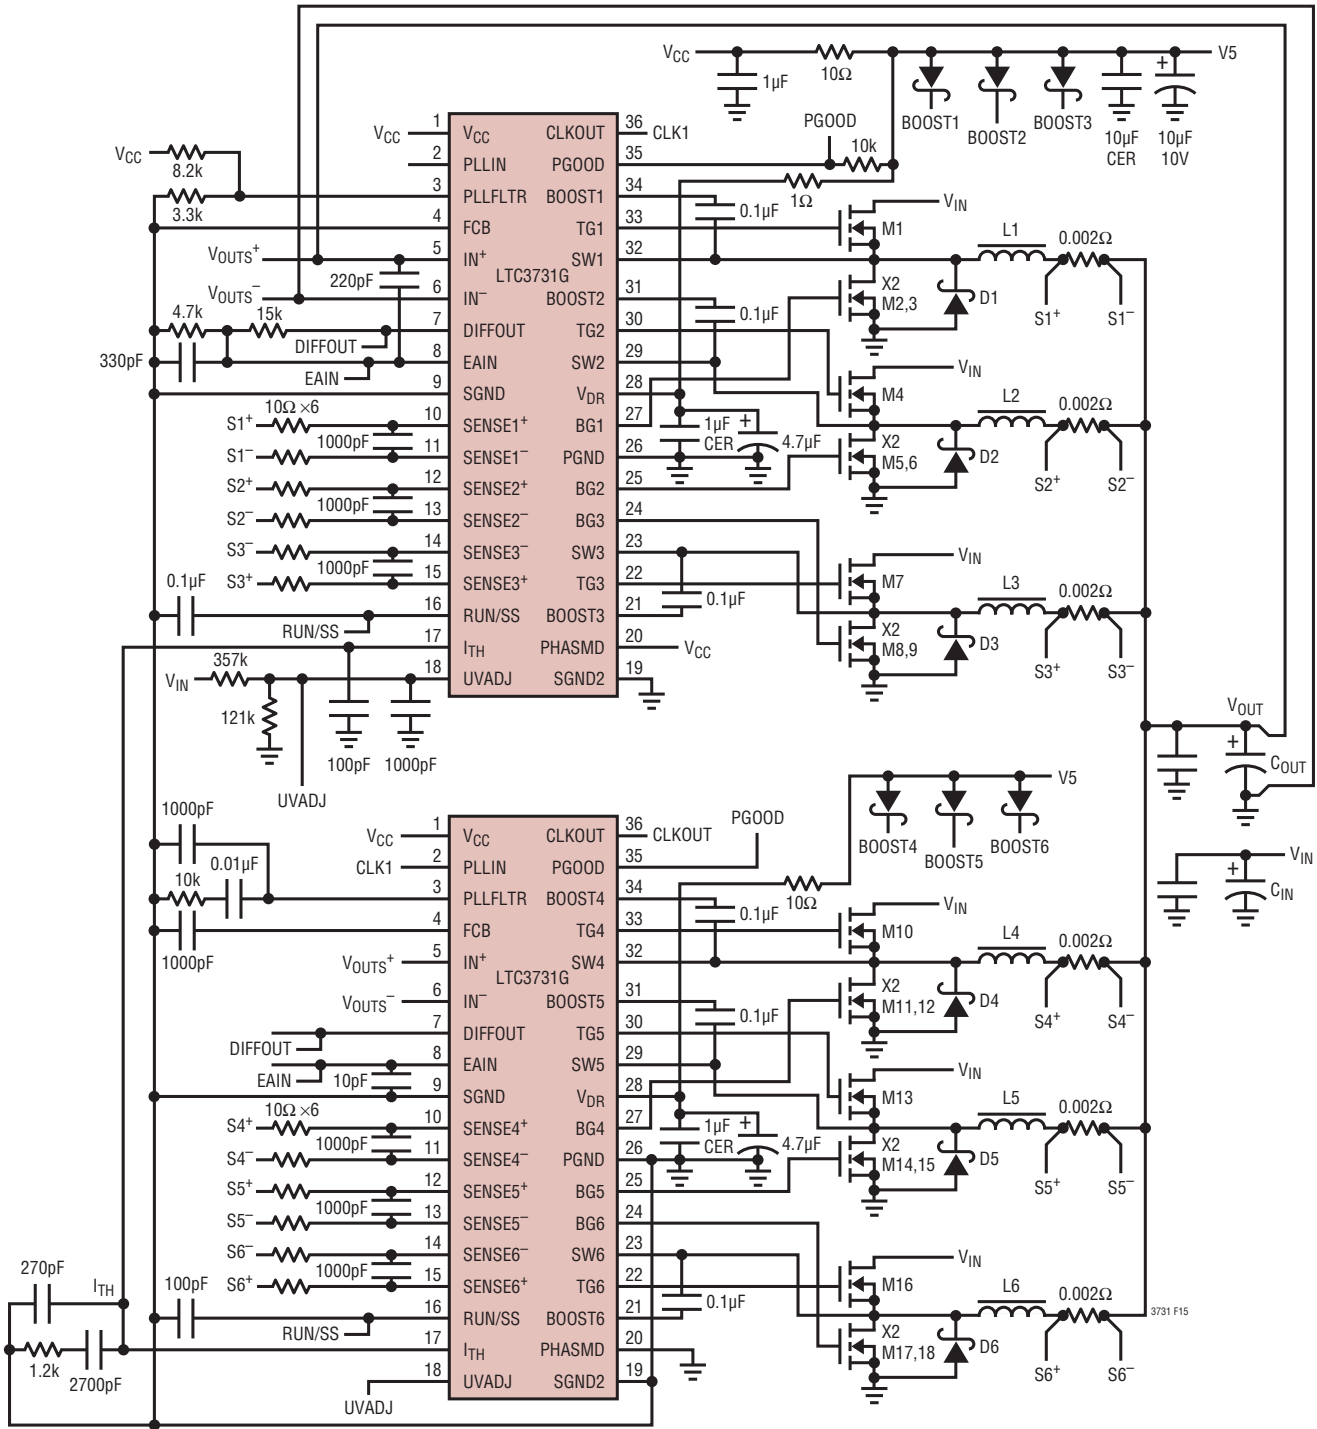 VCC
1µF
10Ω
V5
BOOST1
BOOST2
BOOST3
10µF
CER
10µF
10V
PGOOD
10k
1Ω
VCC
8.2k
3.3k
VOUTS+
220pF
VOUTS−
4.7k
15k
DIFFOUT
330pF
EAIN
S1+
10Ω ×6
1000pF
S1−
S2+
1000pF
S2−
S3−
1000pF
S3+
0.1µF
RUN/SS
357k
VIN
121k
100pF
1000pF
UVADJ
VCC
1 VCC
2 PLLIN
3 PLLFLTR
4 FCB
5 IN+
LTC3731G
6 IN−
7 DIFFOUT
8 EAIN
9 SGND
10 SENSE1+
11 SENSE1−
12 SENSE2+
13 SENSE2−
14 SENSE3−
15 SENSE3+
16 RUN/SS
17 ITH
18 UVADJ
CLKOUT 36 CLK1
PGOOD 35
BOOST1 34
TG1 33
SW1 32
BOOST2 31
TG2 30
SW2 29
VDR 28
BG1 27
PGND 26
BG2 25
BG3 24
SW3 23
TG3 22
BOOST3 21
PHASMD 20 VCC
SGND2 19
0.1µF
0.1µF
1µF
CER
+
4.7µF
0.1µF
VIN
M1
X2
M2,3
D1
L1
0.002Ω
S1+
S1−
VIN
M4
X2
M5,6
D2
L2
0.002Ω
S2+
S2−
VIN
M7
X2
M8,9
D3
L3
0.002Ω
S3+
S3−
VOUT
+
COUT
VIN
+
CIN
1000pF
0.01µF
10k
1000pF
VCC
CLK1
VOUTS+
VOUTS−
DIFFOUT
EAIN
10pF
S4+
10Ω ×6
1000pF
S4−
S5+
1000pF
S5−
S6−
1000pF
S6+
270pF
ITH
100pF
RUN/SS
1.2k
2700pF
UVADJ
1 VCC
2 PLLIN
3 PLLFLTR
4 FCB
5 IN+
LTC3731G
6 IN−
7 DIFFOUT
8 EAIN
9 SGND
10 SENSE4+
11 SENSE4−
12 SENSE5+
13 SENSE5−
14 SENSE6−
15 SENSE6+
16 RUN/SS
17 ITH
18 UVADJ
CLKOUT 36 CLKOUT
PGOOD 35
BOOST4 34
TG4 33
SW4 32
BOOST5 31
TG5 30
SW5 29
VDR 28
BG4 27
PGND 26
BG5 25
BG6 24
SW6 23
TG6 22
BOOST6 21
PHASMD 20
SGND2 19
PGOOD
V5
BOOST4
BOOST5
BOOST6
10Ω
0.1µF
0.1µF
1µF
CER
+
4.7µF
0.1µF
VIN
M10
X2
M11,12
D4
L4
0.002Ω
S4+
S4−
VIN
M13
X2
M14,15
D5
L5
0.002Ω
S5+
S5−
VIN
M16
X2
M17,18
D6
L6
0.002Ω
S6+
S6−
3731 F15